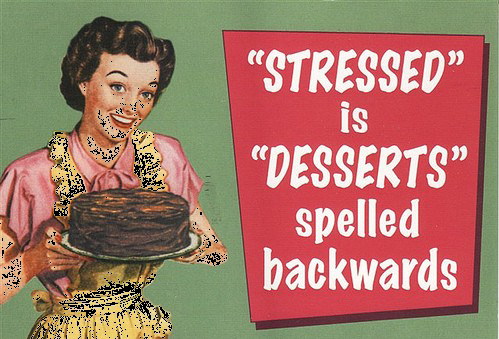 “STRESSED”
is
“DESSERTS”
spelled
backwards